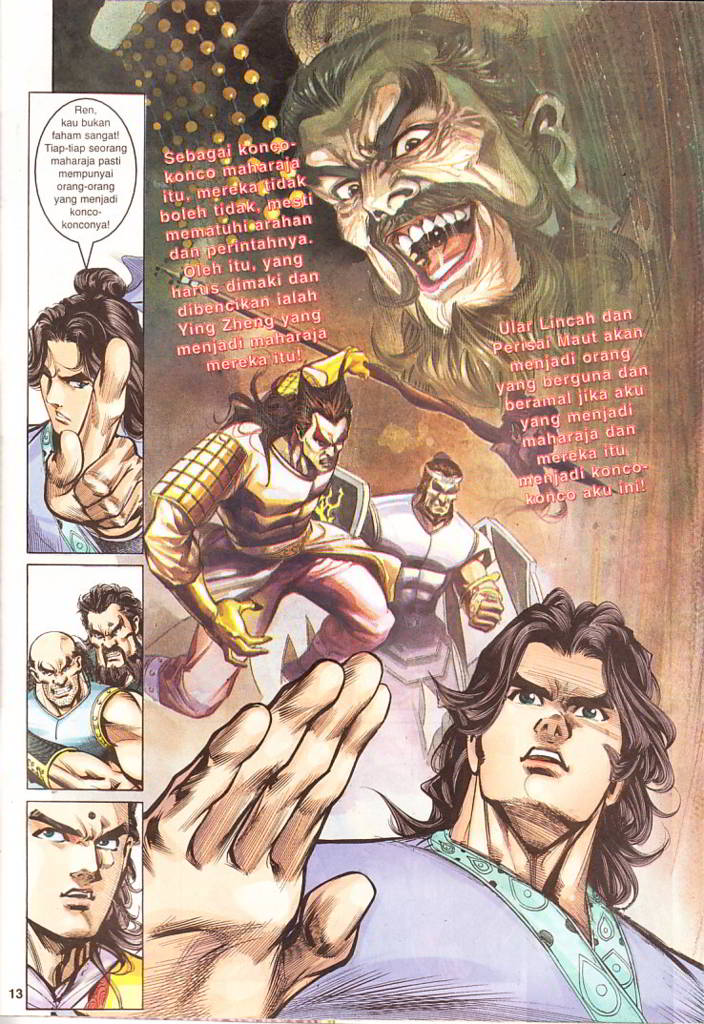 Ren,
kau bukan
faham sangat!
Tiap-tiap seorang
maharaja pasti
mempunyai
orang-orang
yang menjadi
konco-
konconya!
Sebagai konco-
konco maharaja
itu, mereka tidak
boleh tidak, mesti
mematuhi arahan
dan perintahnya.
Oleh itu, yang
harus dimaki dan
dibencikan ialah
Ying Zheng yang
menjadi maharaja
mereka itu!
Ular Lincah dan
Perisai Maut akan
menjadi orang
yang berguna dan
beramal jika aku
yang menjadi
maharaja dan
mereka itu
menjadi konco-
konco aku ini!
13